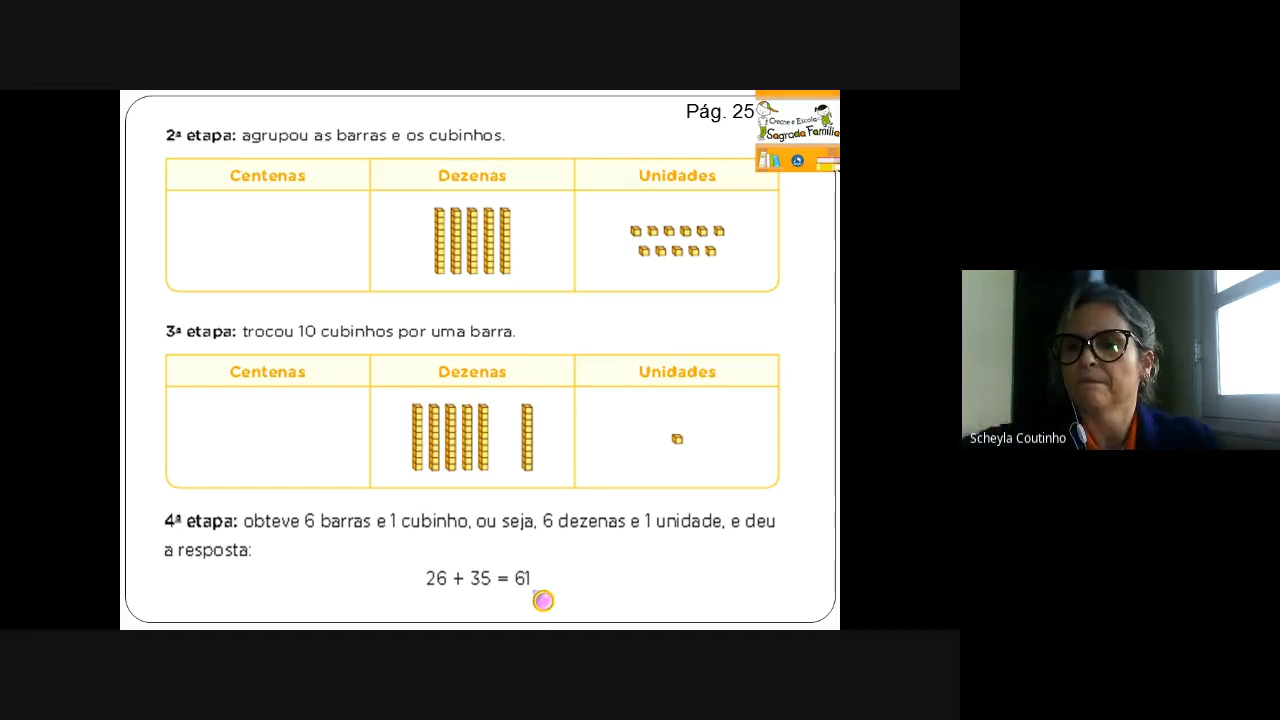 Pág. 25
Creche e Escola
Sagrada Família
2ª etapa: agrupou as barras e os cubinhos.
Centenas Dezenas Unidades
3ª etapa: trocou 10 cubinhos por uma barra.
Centenas Dezenas Unidades
4ª etapa: obteve 6 barras e 1 cubinho, ou seja, 6 dezenas e 1 unidade, e deu
a resposta:
26 + 35 = 61
Scheyla Coutinho